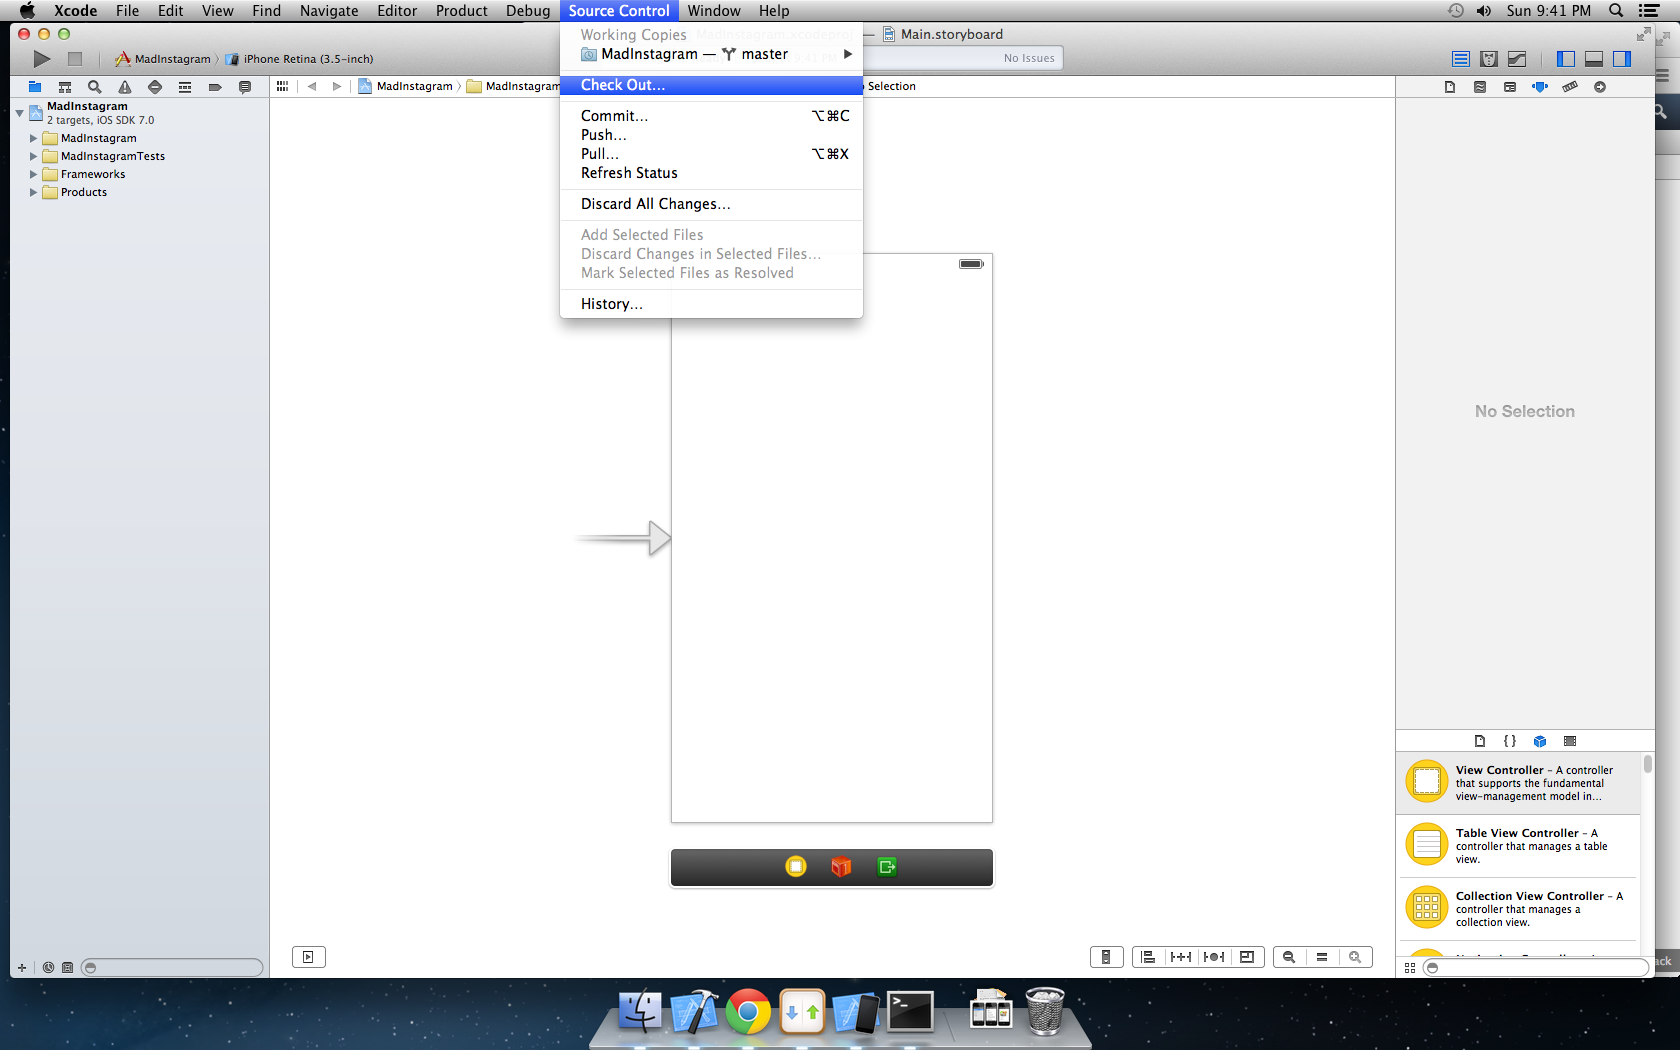 Xcode File Edit View Find Navigate Editor Product Debug Source Control Window Help
Sun 9:41 PM
Main.storyboard
MadInstagram
iPhone Retina (3.5-inch)
No Issues
MadInstagram
MadInstagram
Selection
MadInstagram
2 targets, iOS SDK 7.0
MadInstagram
MadInstagramTests
Frameworks
Products
Working Copies
MadInstagram — master
Check Out...
Commit... ⌥⌘C
Push...
Pull... ⌥⌘X
Refresh Status
Discard All Changes...
Add Selected Files
Discard Changes in Selected Files...
Mark Selected Files as Resolved
History...
No Selection
{ }
View Controller - A controller
that supports the fundamental
view-management model in...
Table View Controller - A
controller that manages a table
view.
Collection View Controller - A
controller that manages a
collection view.
ack